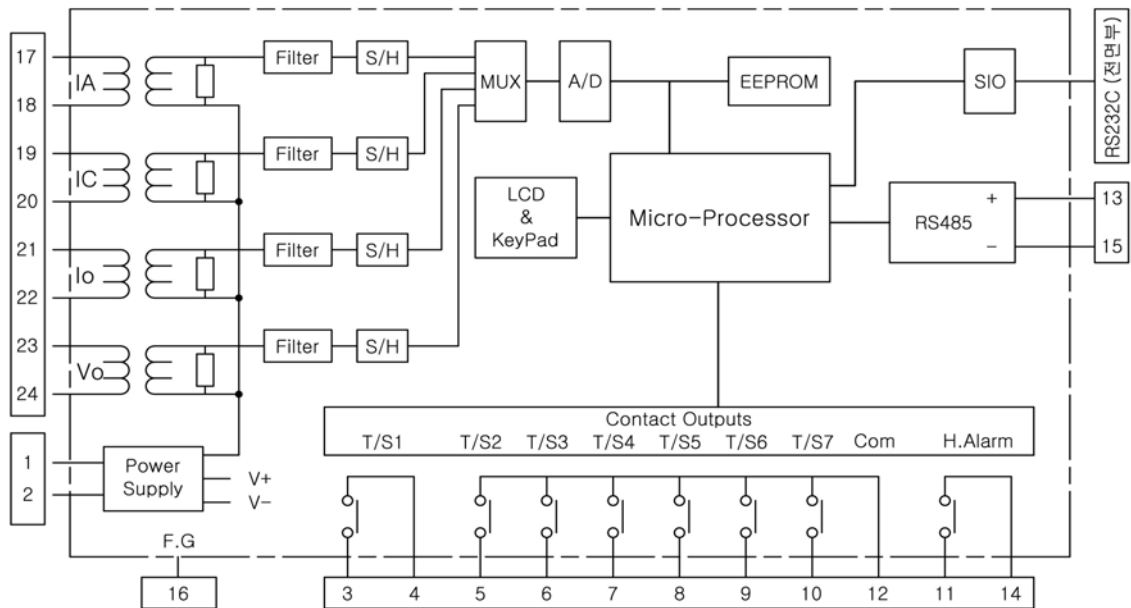 17
IA
18
Filter
S/H
MUX
A/D
EEPROM
SIO
RS232C (전면부)
19
IC
20
Filter
S/H
LCD
&
KeyPad
Micro-Processor
RS485
+
−
13
15
21
Io
22
Filter
S/H
23
Vo
24
Filter
S/H
Contact Outputs
T/S1 T/S2 T/S3 T/S4 T/S5 T/S6 T/S7 Com H.Alarm
1
2
Power
Supply
V+
V−
F.G
16
3 4 5 6 7 8 9 10 12 11 14